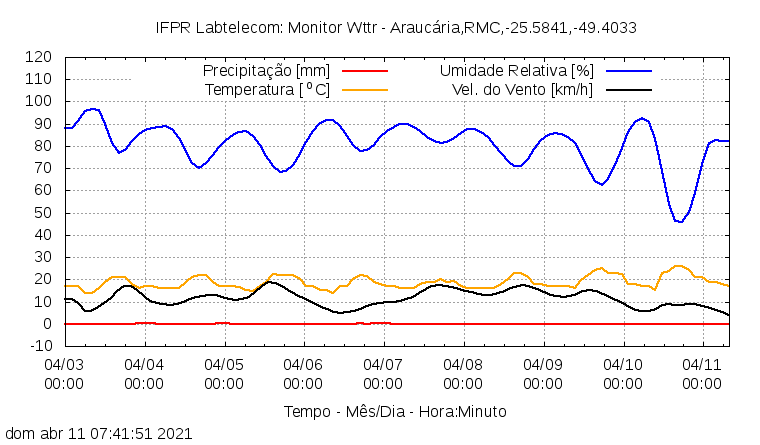 IFPR Labtelecom: Monitor Wttr - Araucária,RMC,-25.5841,-49.4033
Precipitação [mm]
Temperatura [⁰C]
Umidade Relativa [%]
Vel. do Vento [km/h]
120
110
100
90
80
70
60
50
40
30
20
10
0
-10
04/03 04/04 04/05 04/06 04/07 04/08 04/09 04/10 04/11
00:00 00:00 00:00 00:00 00:00 00:00 00:00 00:00 00:00
Tempo - Mês/Dia - Hora:Minuto
dom abr 11 07:41:51 2021